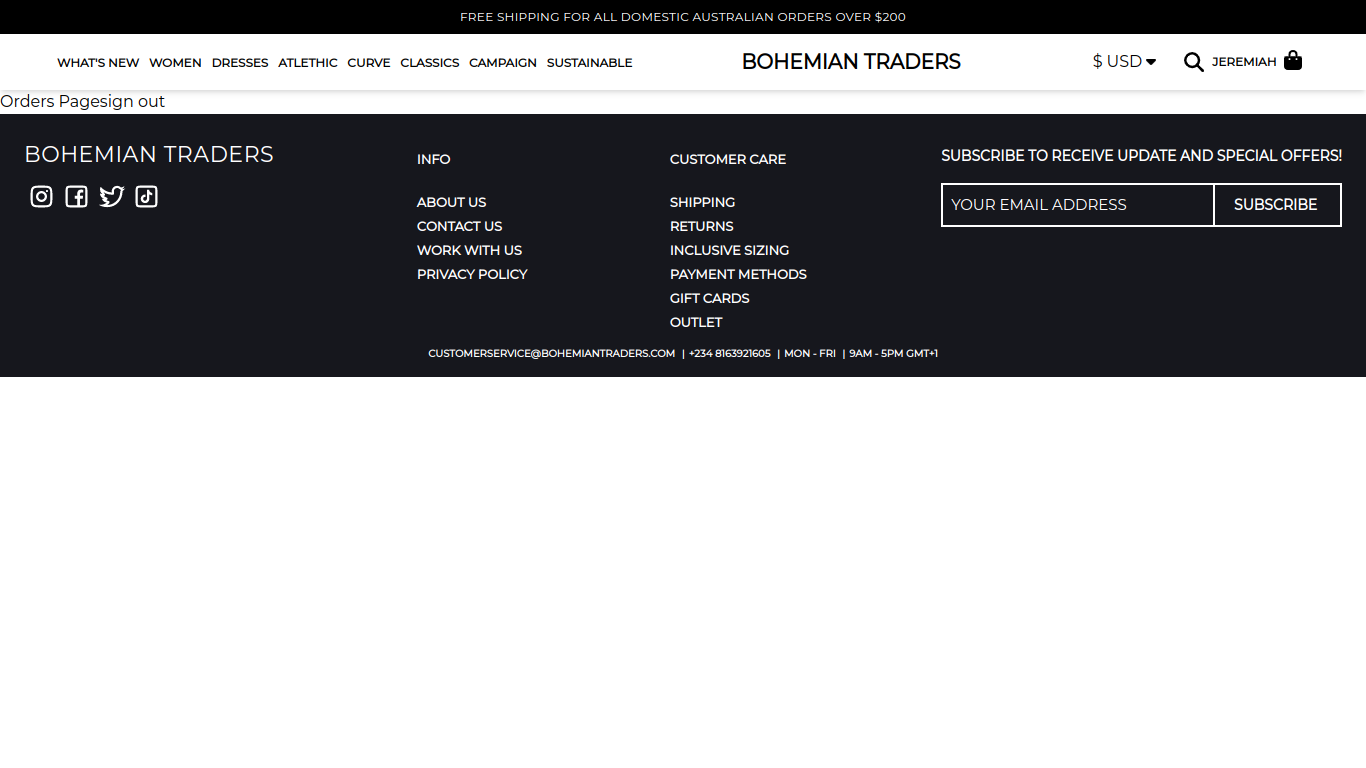 FREE SHIPPING FOR ALL DOMESTIC AUSTRALIAN ORDERS OVER $200
WHAT'S NEW WOMEN DRESSES ATLETHIC CURVE CLASSICS CAMPAIGN SUSTAINABLE BOHEMIAN TRADERS $ USD JEREMIAH
Orders Pagesign out
BOHEMIAN TRADERS
INFO
ABOUT US
CONTACT US
WORK WITH US
PRIVACY POLICY
CUSTOMER CARE
SHIPPING
RETURNS
INCLUSIVE SIZING
PAYMENT METHODS
GIFT CARDS
OUTLET
SUBSCRIBE TO RECEIVE UPDATE AND SPECIAL OFFERS!
YOUR EMAIL ADDRESS SUBSCRIBE
CUSTOMERSERVICE@BOHEMIANTRADERS.COM | +234 8163921605 | MON - FRI | 9AM - 5PM GMT+1